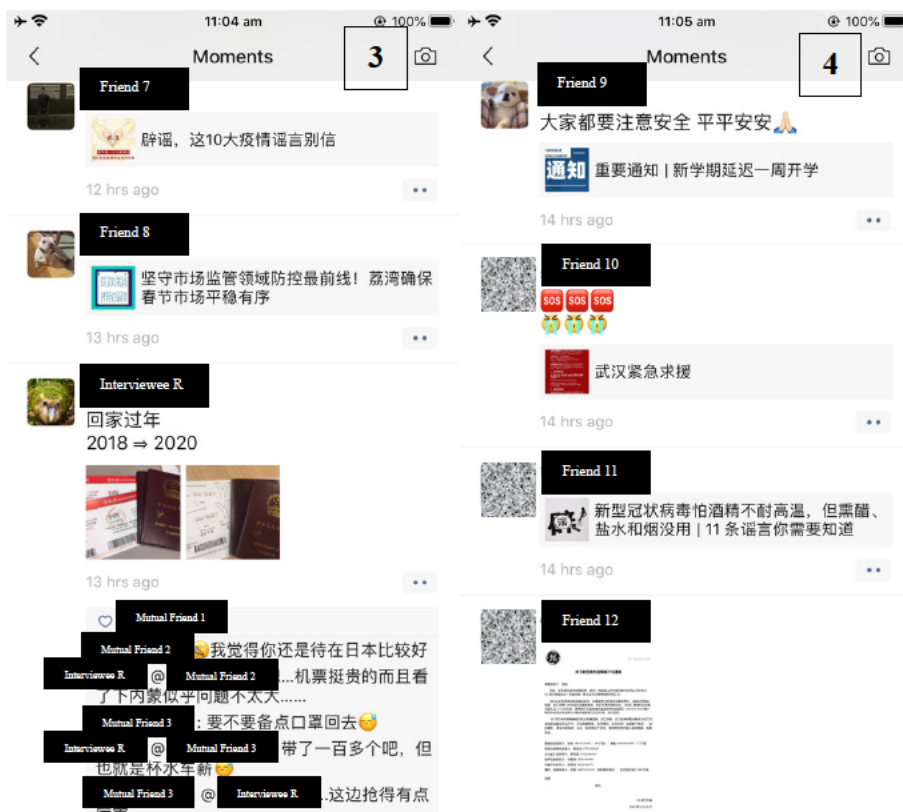 11:04 am
100%
Moments
3
Friend 7
辟谣，这10大疫情谣言别信
12 hrs ago
Friend 8
坚守市场监管领域防控最前线！荔湾确保
春节市场平稳有序
13 hrs ago
Interviewee R
回家过年
2018 ⇒ 2020
13 hrs ago
Mutual Friend 1
Mutual Friend 2
我觉得你还是待在日本比较好
Interviewee R @ Mutual Friend 2 ...机票挺贵的而且看
了下内蒙似乎问题不太大......
Mutual Friend 3 : 要不要备点口罩回去😅
Interviewee R @ Mutual Friend 3 带了一百多个吧，但
也就是杯水车薪😅
Mutual Friend 3 @ Interviewee R ...这边抢得有点
11:05 am
100%
Moments
4
Friend 9
大家都要注意安全 平平安安🙏🏻
通知
重要通知 | 新学期延迟一周开学
14 hrs ago
Friend 10
🆘🆘🆘
😭😭😭
武汉紧急求援
14 hrs ago
Friend 11
新型冠状病毒怕酒精不耐高温，但熏醋、
盐水和烟没用 | 11 条谣言你需要知道
14 hrs ago
Friend 12